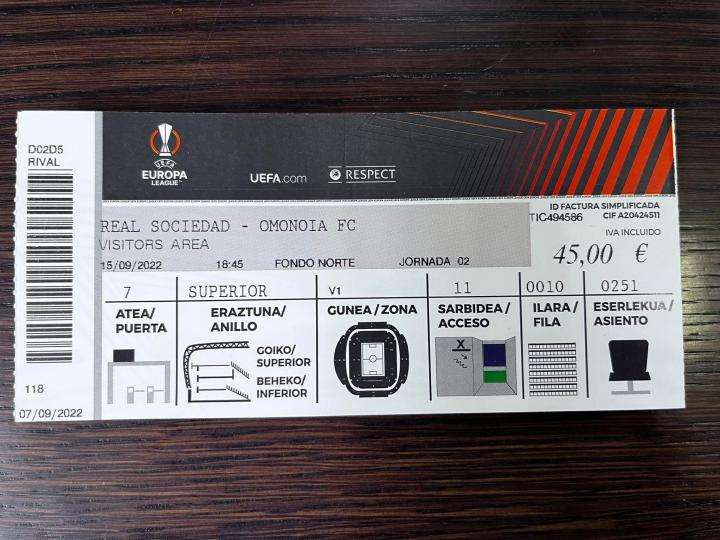 D02D5
RIVAL
118
07/09/2022
UEFA
EUROPA
LEAGUE™
UEFA.com
RESPECT
REAL SOCIEDAD - OMONOIA FC
VISITORS AREA
15/09/2022 18:45 FONDO NORTE JORNADA 02
ID FACTURA SIMPLIFICADA
TIC494586 CIF A20424511
IVA INCLUIDO
45,00 €
7 SUPERIOR V1 11 0010 0251
ATEA/
PUERTA
ERAZTUNA/
ANILLO
GOIKO/
SUPERIOR
BEHEKO/
INFERIOR
GUNEA/ZONA
SARBIDEA/
ACCESO
X
ILARA/
FILA
ESERLEKUA/
ASIENTO